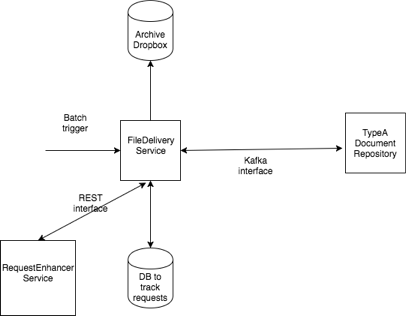 Archive
Dropbox
Batch
trigger
FileDelivery
Service
TypeA
Document
Repository
Kafka
interface
REST
interface
RequestEnhancer
Service
DB to
track
requests